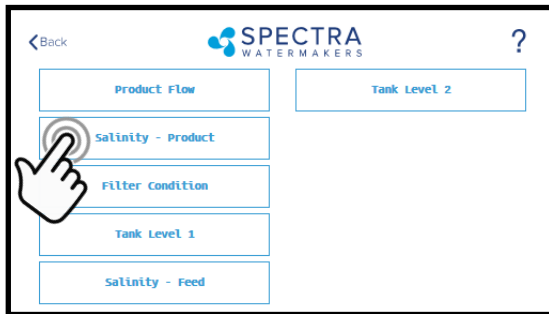 Back
SPECTRA
WATERMAKERS
?
Product Flow
Tank Level 2
Salinity - Product
Filter Condition
Tank Level 1
Salinity - Feed